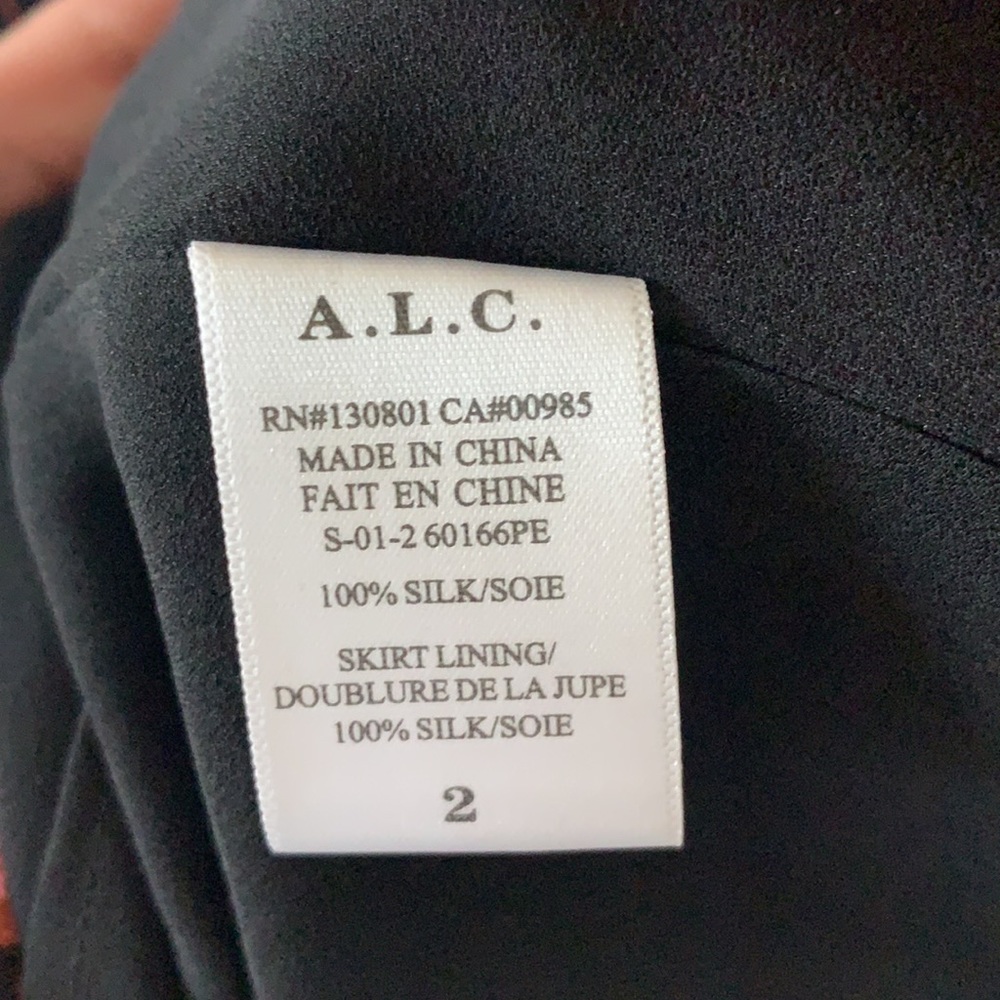 A.L.C.
RN#130801 CA#00985
MADE IN CHINA
FAIT EN CHINE
S-01-2 60166PE
100% SILK/SOIE
SKIRT LINING/
DOUBLURE DE LA JUPE
100% SILK/SOIE
2